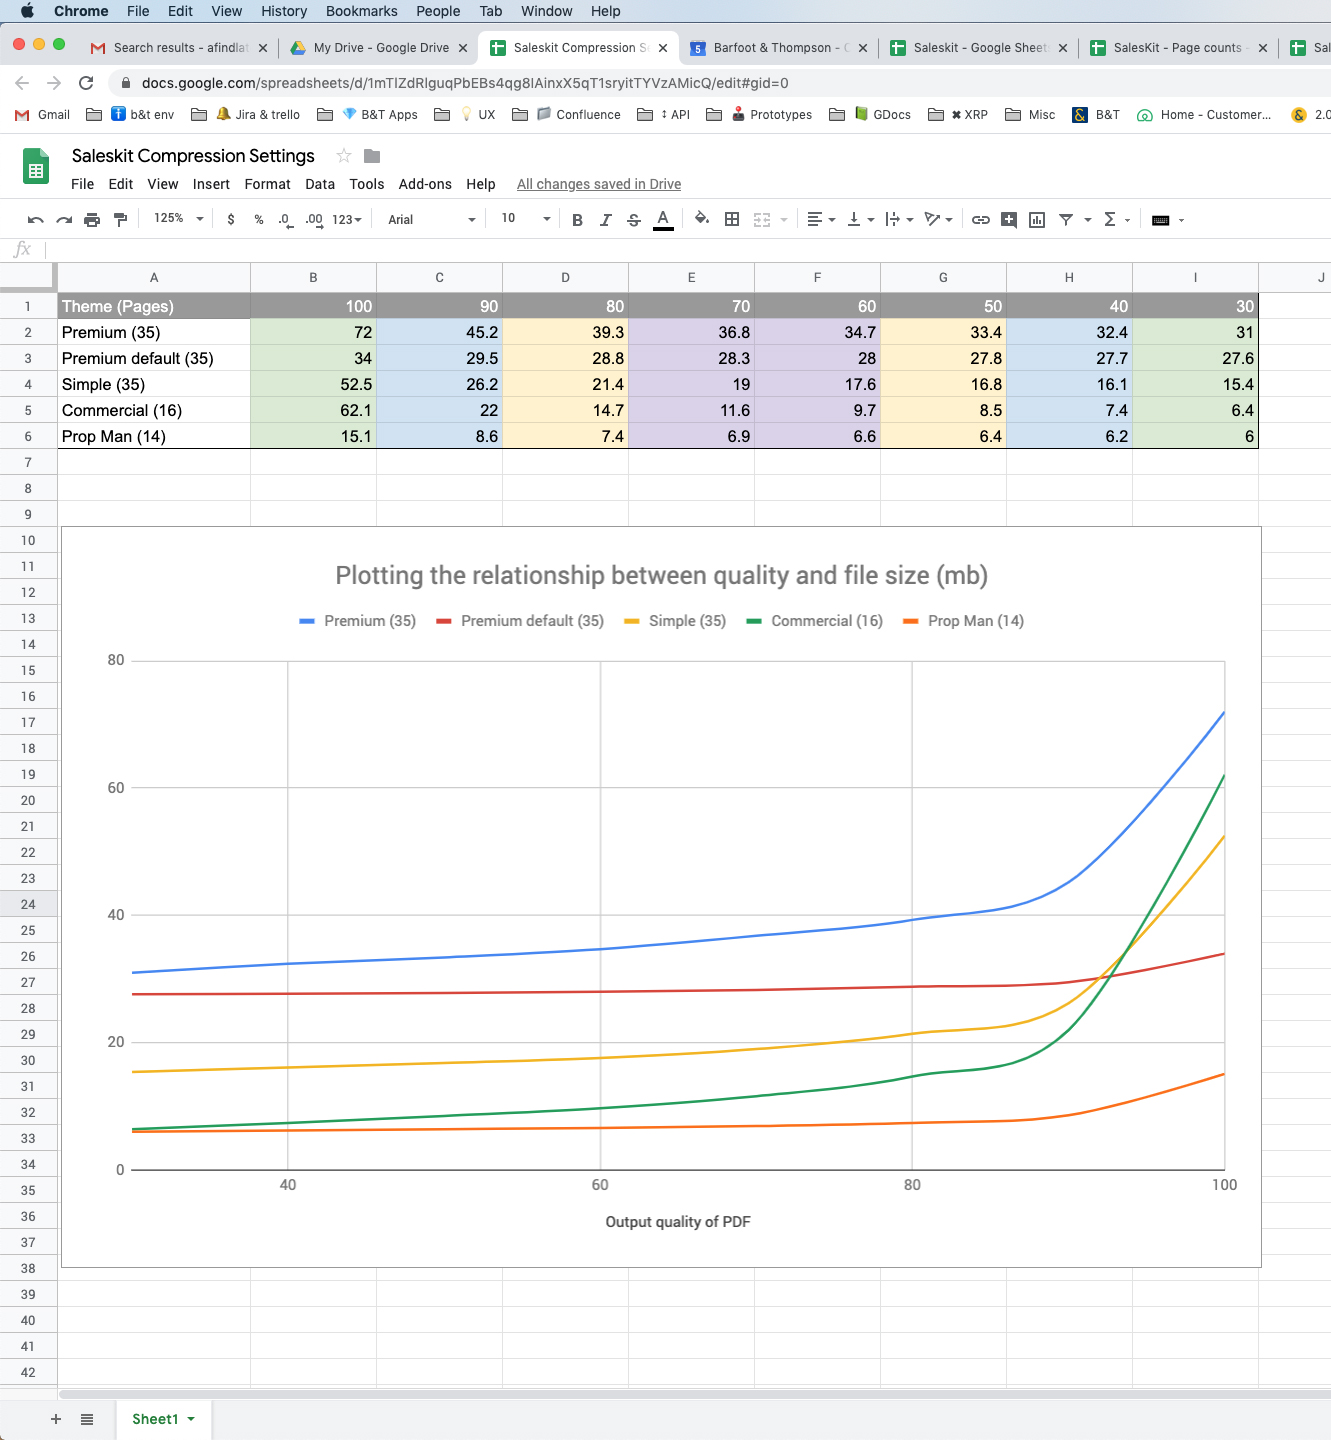 Chrome File Edit View History Bookmarks People Tab Window Help
Search results - afindlat My Drive - Google Drive Saleskit Compression S Barfoot & Thompson - C Saleskit - Google Sheet SalesKit - Page counts - Sal
docs.google.com/spreadsheets/d/1mTIZdRIguqPbEBs4qg8IAinxX5qT1sryitTYVzAMicQ/edit#gid=0
Gmail b&t env Jira & trello B&T Apps UX Confluence API Prototypes GDocs XRP Misc B&T Home - Customer... 2.0
Saleskit Compression Settings
File Edit View Insert Format Data Tools Add-ons Help All changes saved in Drive
125% $ % .0 .00 123 Arial 10 B I S A
fx
A B C D E F G H I J
1 Theme (Pages) 100 90 80 70 60 50 40 30
2 Premium (35) 72 45.2 39.3 36.8 34.7 33.4 32.4 31
3 Premium default (35) 34 29.5 28.8 28.3 28 27.8 27.7 27.6
4 Simple (35) 52.5 26.2 21.4 19 17.6 16.8 16.1 15.4
5 Commercial (16) 62.1 22 14.7 11.6 9.7 8.5 7.4 6.4
6 Prop Man (14) 15.1 8.6 7.4 6.9 6.6 6.4 6.2 6
7
8
9
10
11
12
13
14
15
16
17
18
19
20
21
22
23
24
25
26
27
28
29
30
31
32
33
34
35
36
37
38
39
40
41
42
Plotting the relationship between quality and file size (mb)
Premium (35) Premium default (35) Simple (35) Commercial (16) Prop Man (14)
80
60
40
20
0
40 60 80 100
Output quality of PDF
+ Sheet1